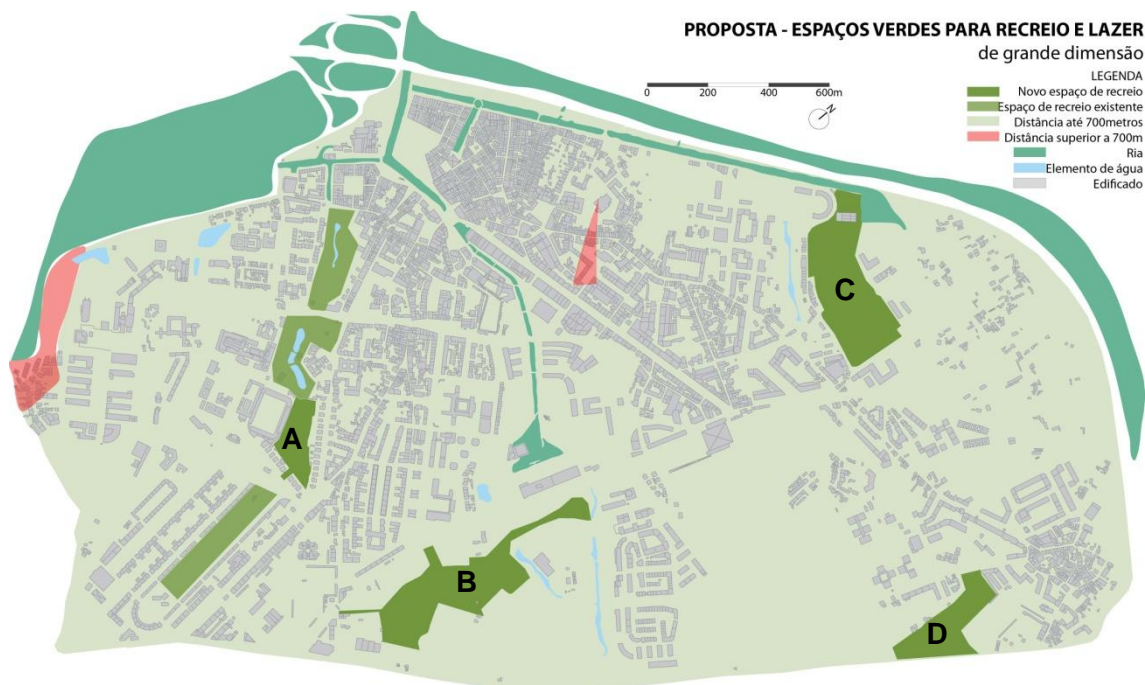 PROPOSTA - ESPAÇOS VERDES PARA RECREIO E LAZER
de grande dimensão
LEGENDA
Novo espaço de recreio
Espaço de recreio existente
Distância até 700metros
Distância superior a 700m
Ria
Elemento de água
Edificado
0 200 400 600m
N
C
A
B
D